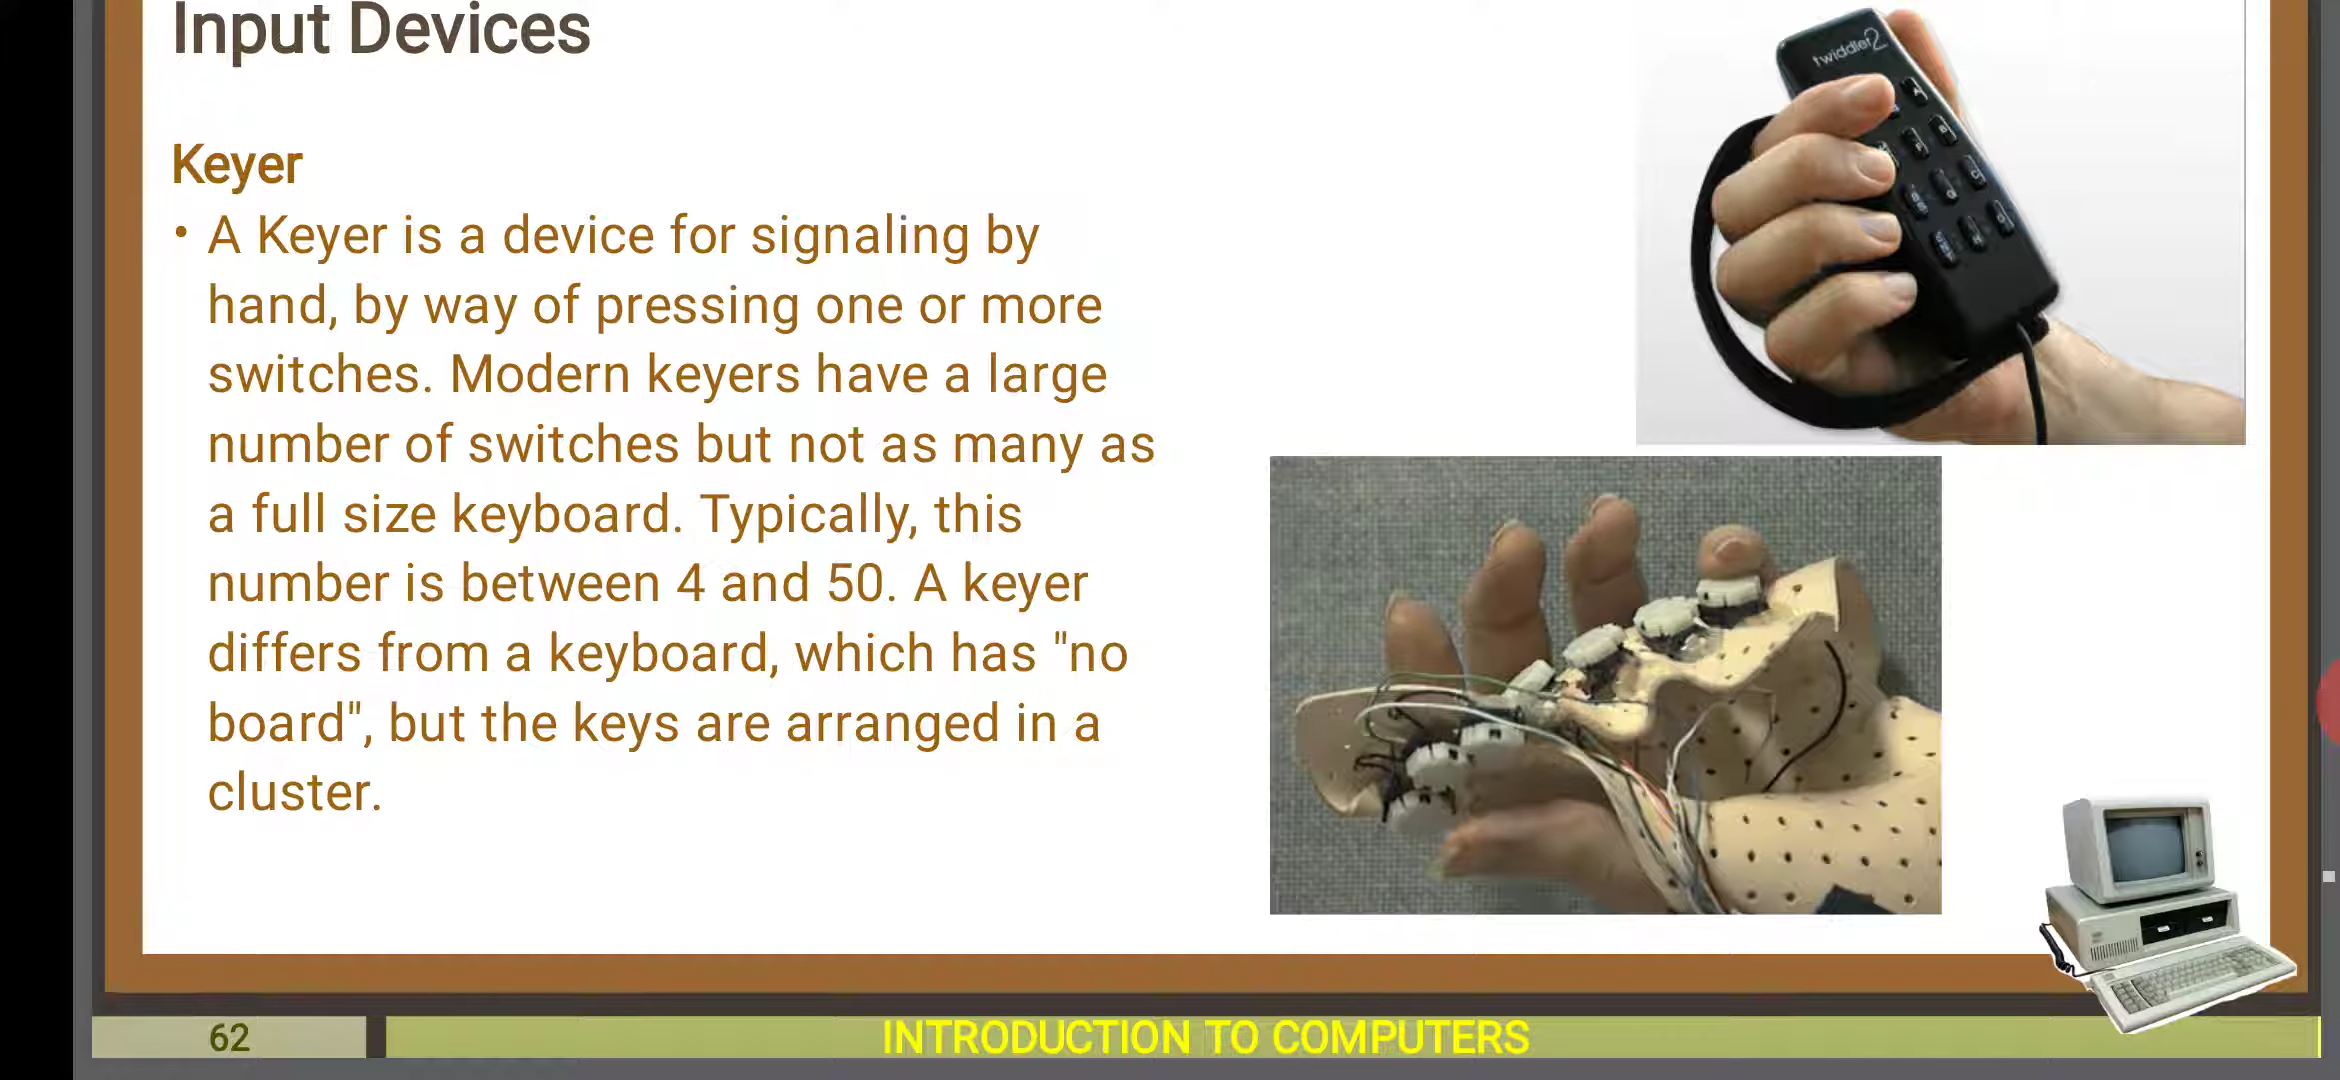 Input Devices
Keyer
• A Keyer is a device for signaling by
hand, by way of pressing one or more
switches. Modern keyers have a large
number of switches but not as many as
a full size keyboard. Typically, this
number is between 4 and 50. A keyer
differs from a keyboard, which has "no
board", but the keys are arranged in a
cluster.
twiddler2
62
INTRODUCTION TO COMPUTERS